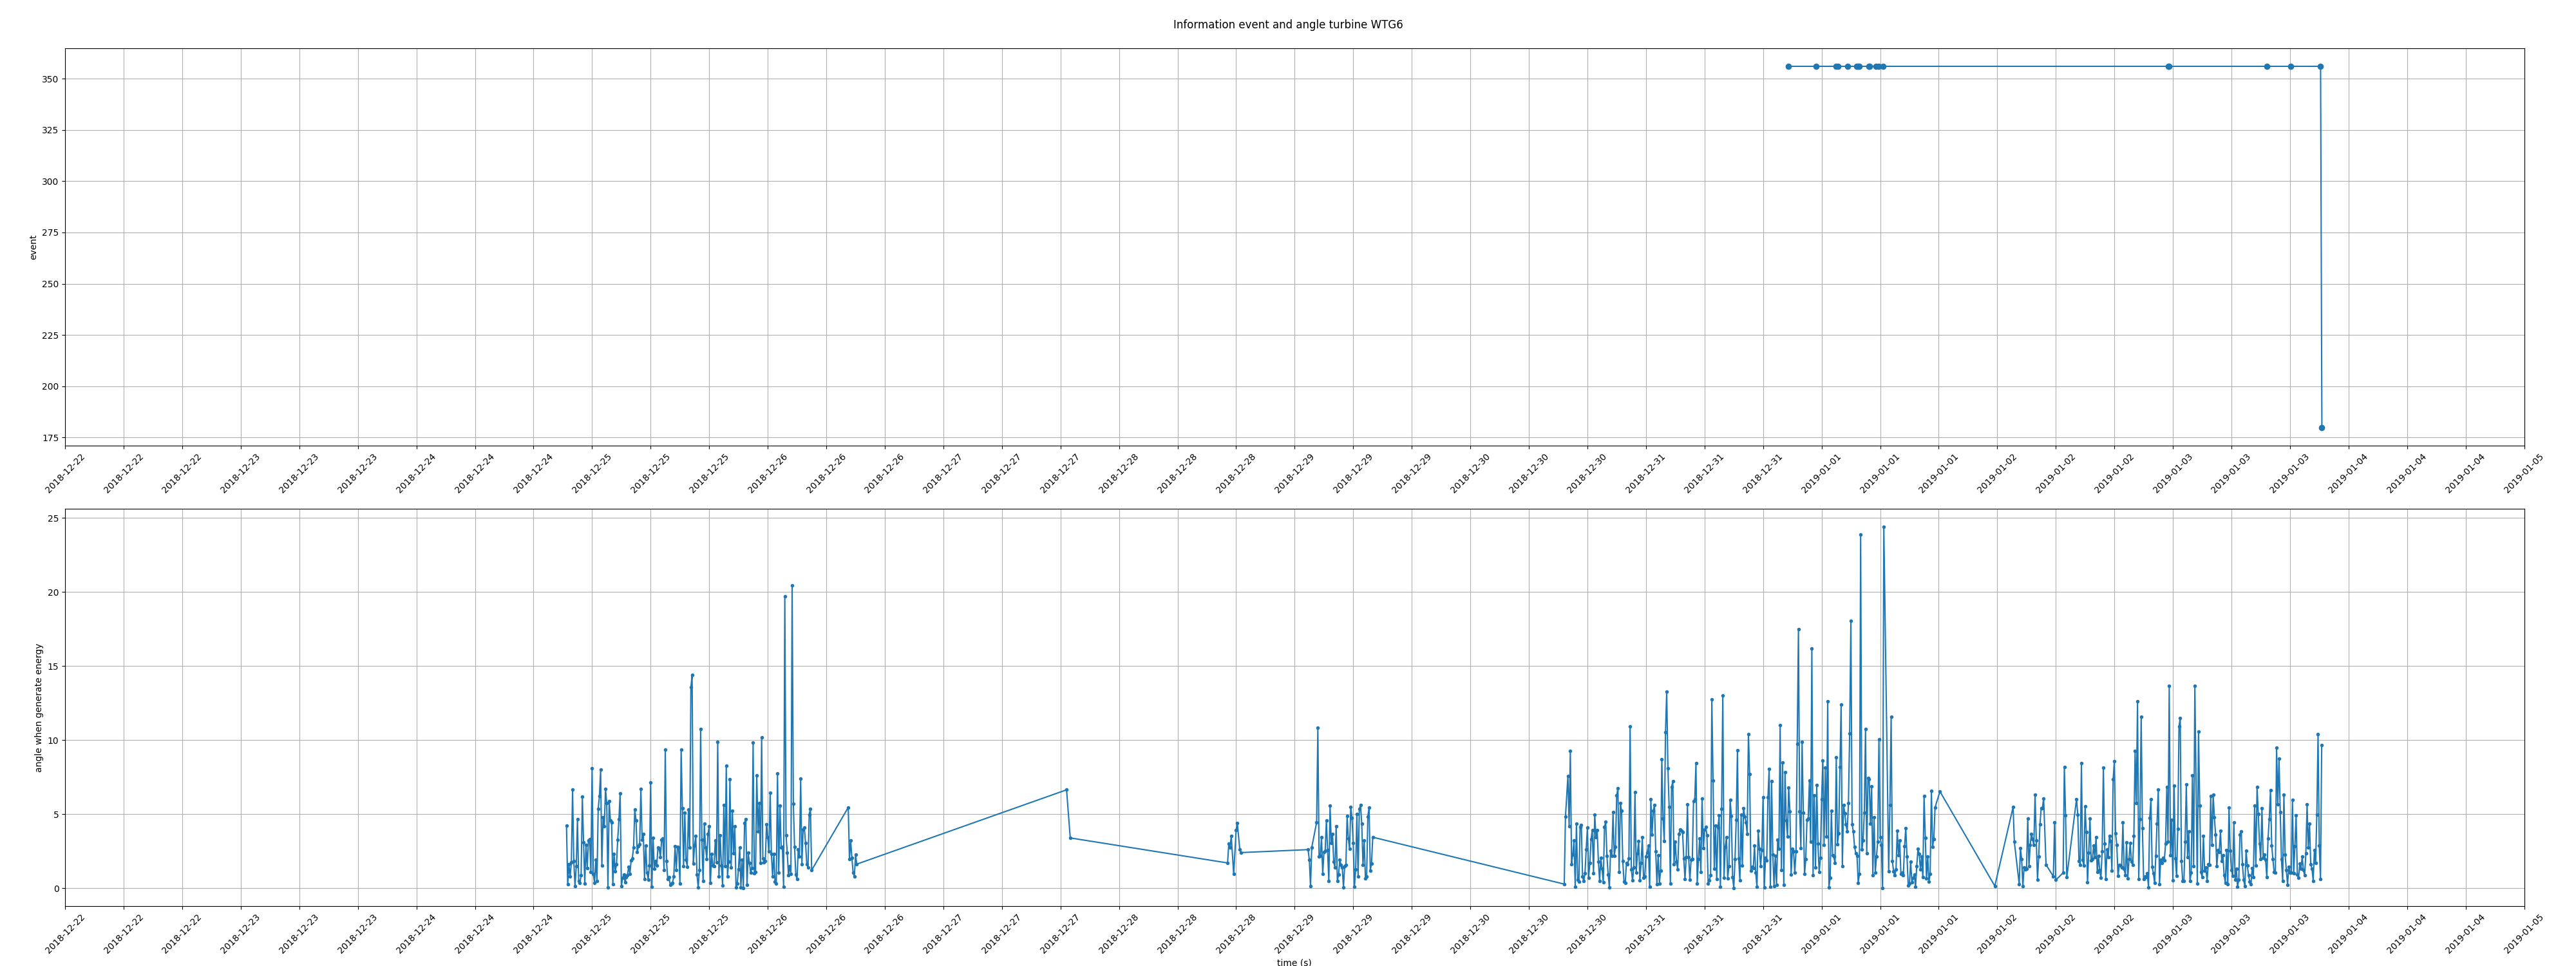 Information event and angle turbine WTG6
350
325
300
275
250
225
200
175
event
2018-12-22 2018-12-22 2018-12-22 2018-12-23 2018-12-23 2018-12-23 2018-12-24 2018-12-24 2018-12-24 2018-12-25 2018-12-25 2018-12-25 2018-12-26 2018-12-26 2018-12-26 2018-12-27 2018-12-27 2018-12-27 2018-12-28 2018-12-28 2018-12-28 2018-12-29 2018-12-29 2018-12-29 2018-12-30 2018-12-30 2018-12-30 2018-12-31 2018-12-31 2018-12-31 2019-01-01 2019-01-01 2019-01-01 2019-01-02 2019-01-02 2019-01-02 2019-01-03 2019-01-03 2019-01-03 2019-01-04 2019-01-04 2019-01-04 2019-01-05
25
20
15
10
5
0
angle when generate energy
2018-12-22 2018-12-22 2018-12-22 2018-12-23 2018-12-23 2018-12-23 2018-12-24 2018-12-24 2018-12-24 2018-12-25 2018-12-25 2018-12-25 2018-12-26 2018-12-26 2018-12-26 2018-12-27 2018-12-27 2018-12-27 2018-12-28 2018-12-28 2018-12-28 2018-12-29 2018-12-29 2018-12-29 2018-12-30 2018-12-30 2018-12-30 2018-12-31 2018-12-31 2018-12-31 2019-01-01 2019-01-01 2019-01-01 2019-01-02 2019-01-02 2019-01-02 2019-01-03 2019-01-03 2019-01-03 2019-01-04 2019-01-04 2019-01-04 2019-01-05
time (s)